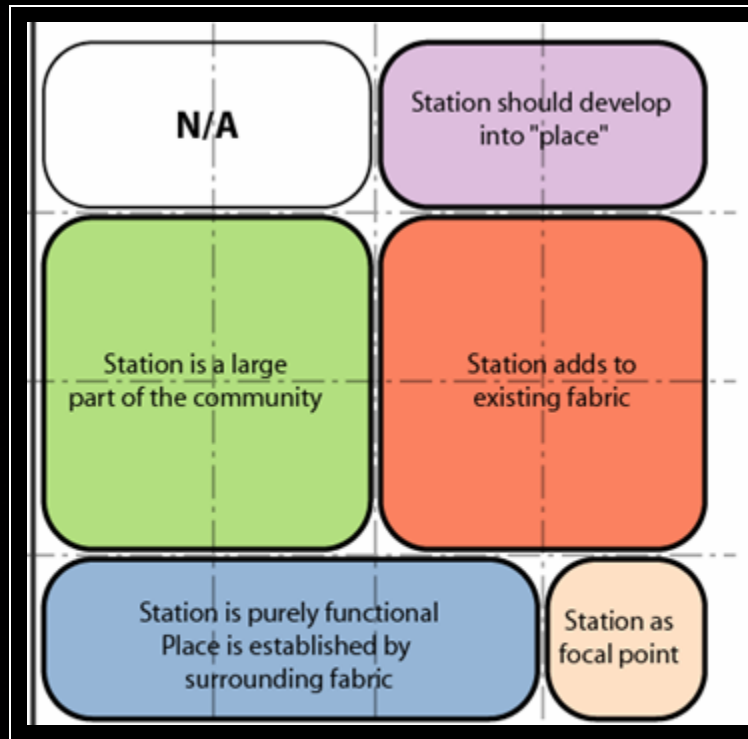 N/A
Station should develop
into "place"
Station is a large
part of the community
Station adds to
existing fabric
Station is purely functional
Place is established by
surrounding fabric
Station as
focal point